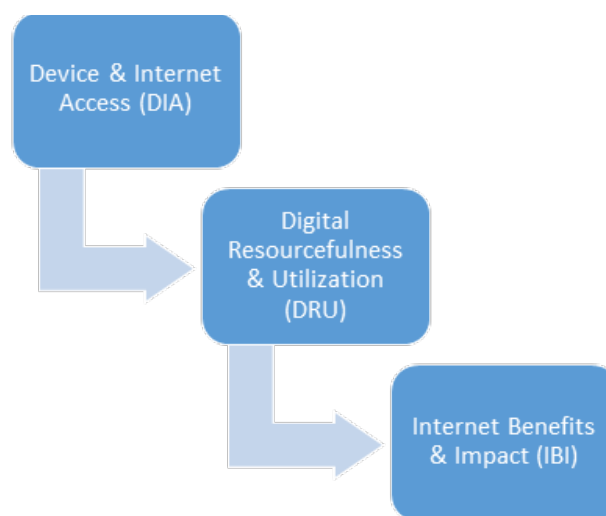 Device & Internet
Access (DIA)
Digital
Resourcefulness
& Utilization
(DRU)
Internet Benefits
& Impact (IBI)